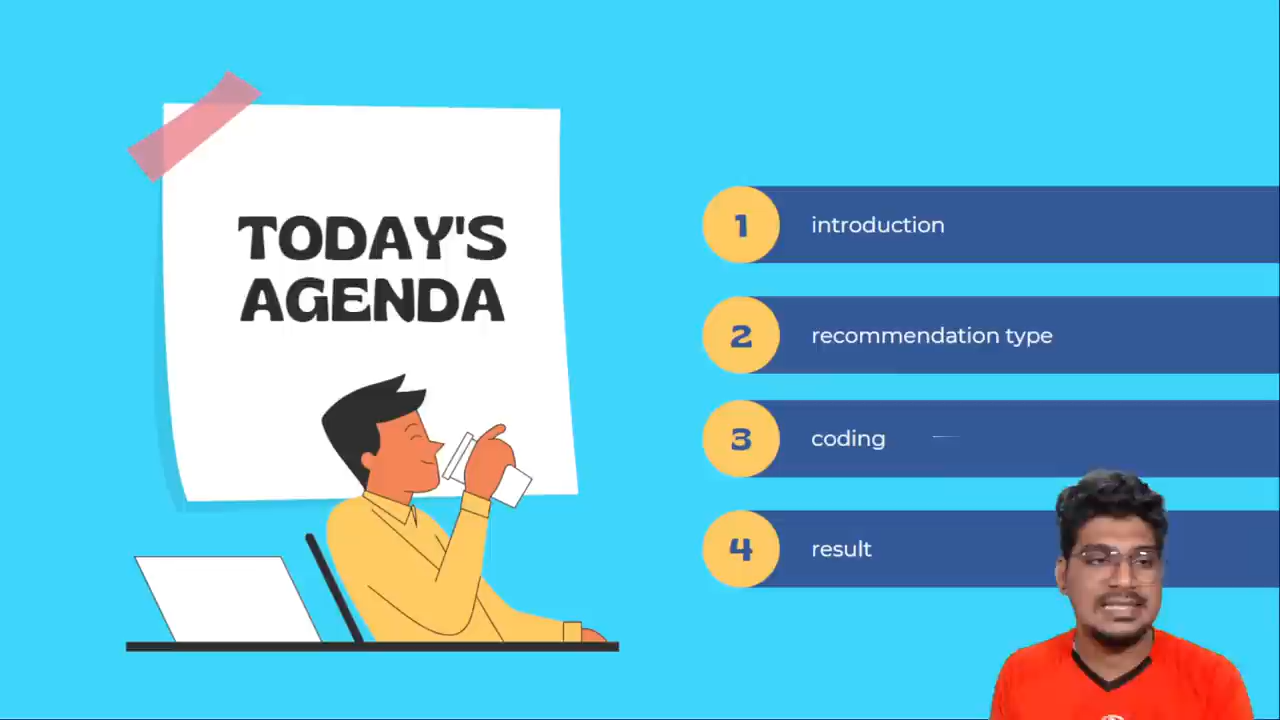 TODAY'S
AGENDA
1 introduction
2 recommendation type
3 coding
4 result